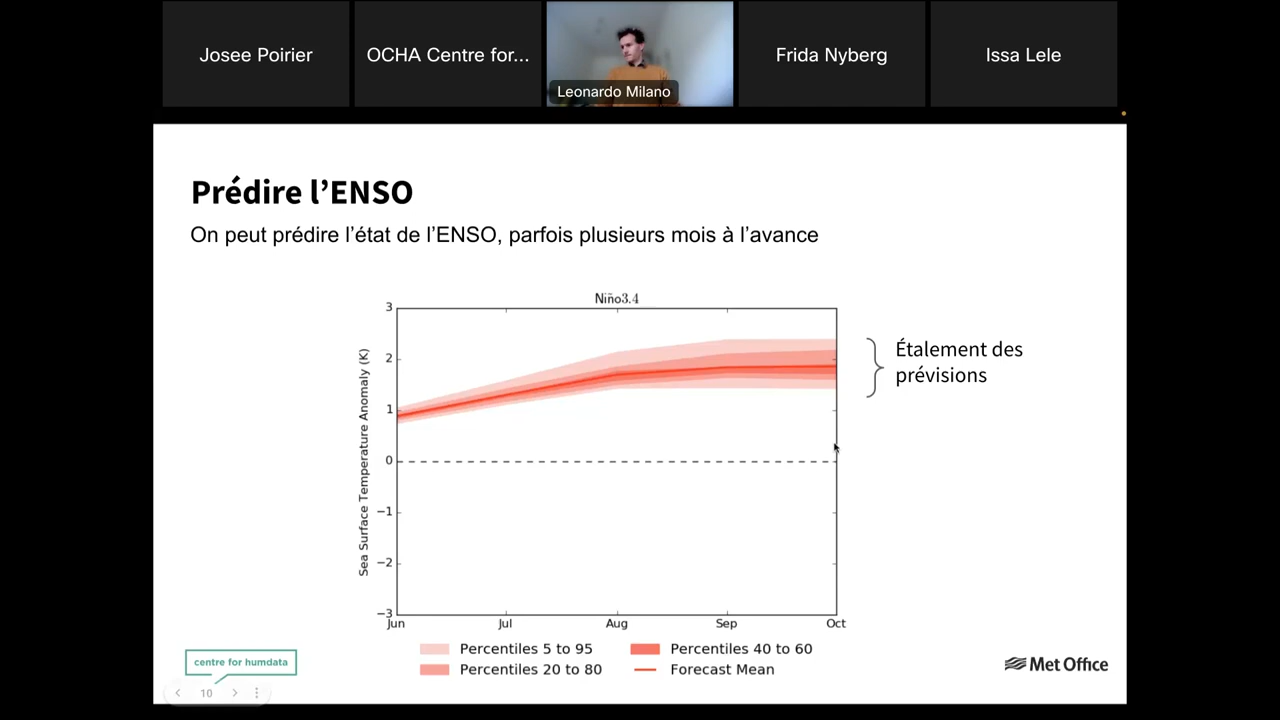 Josee Poirier
OCHA Centre for...
Leonardo Milano
Frida Nyberg
Issa Lele
Prédire l'ENSO
On peut prédire l'état de l'ENSO, parfois plusieurs mois à l'avance
Niño3.4
3
2
1
0
−1
−2
−3
Sea Surface Temperature Anomaly (K)
Jun
Jul
Aug
Sep
Oct
Étalement des
prévisions
Percentiles 5 to 95
Percentiles 40 to 60
Percentiles 20 to 80
Forecast Mean
centre for humdata
Met Office
10